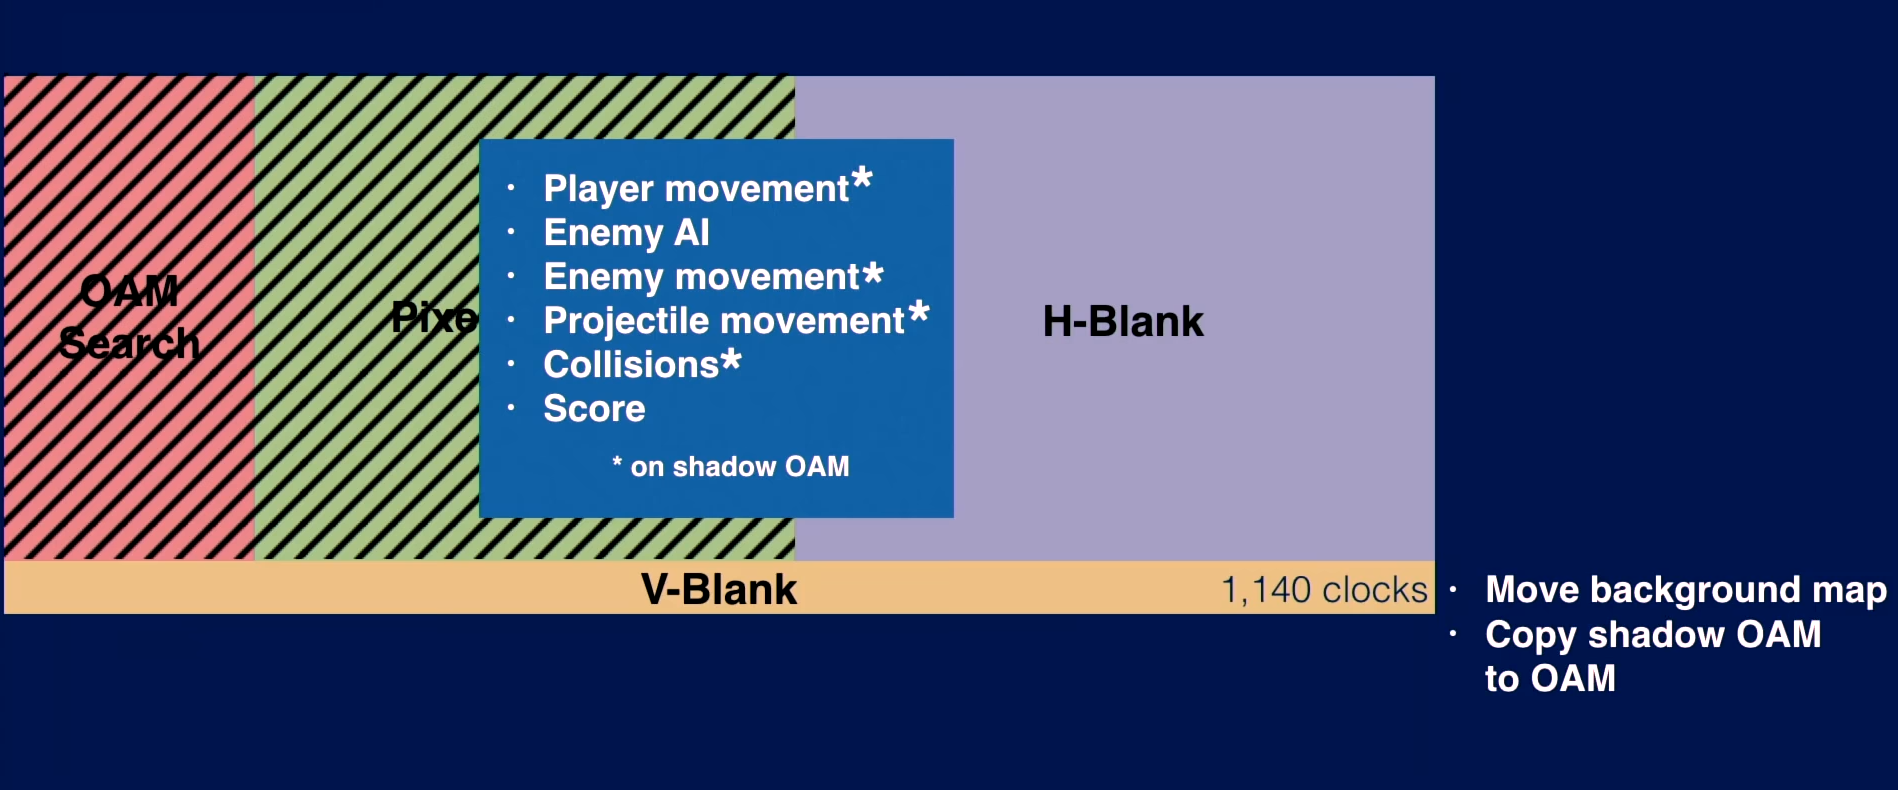 OAM
Search
Pixe
· Player movement*
· Enemy AI
· Enemy movement*
· Projectile movement*
· Collisions*
· Score
* on shadow OAM
H-Blank
V-Blank
1,140 clocks
· Move background map
· Copy shadow OAM
to OAM